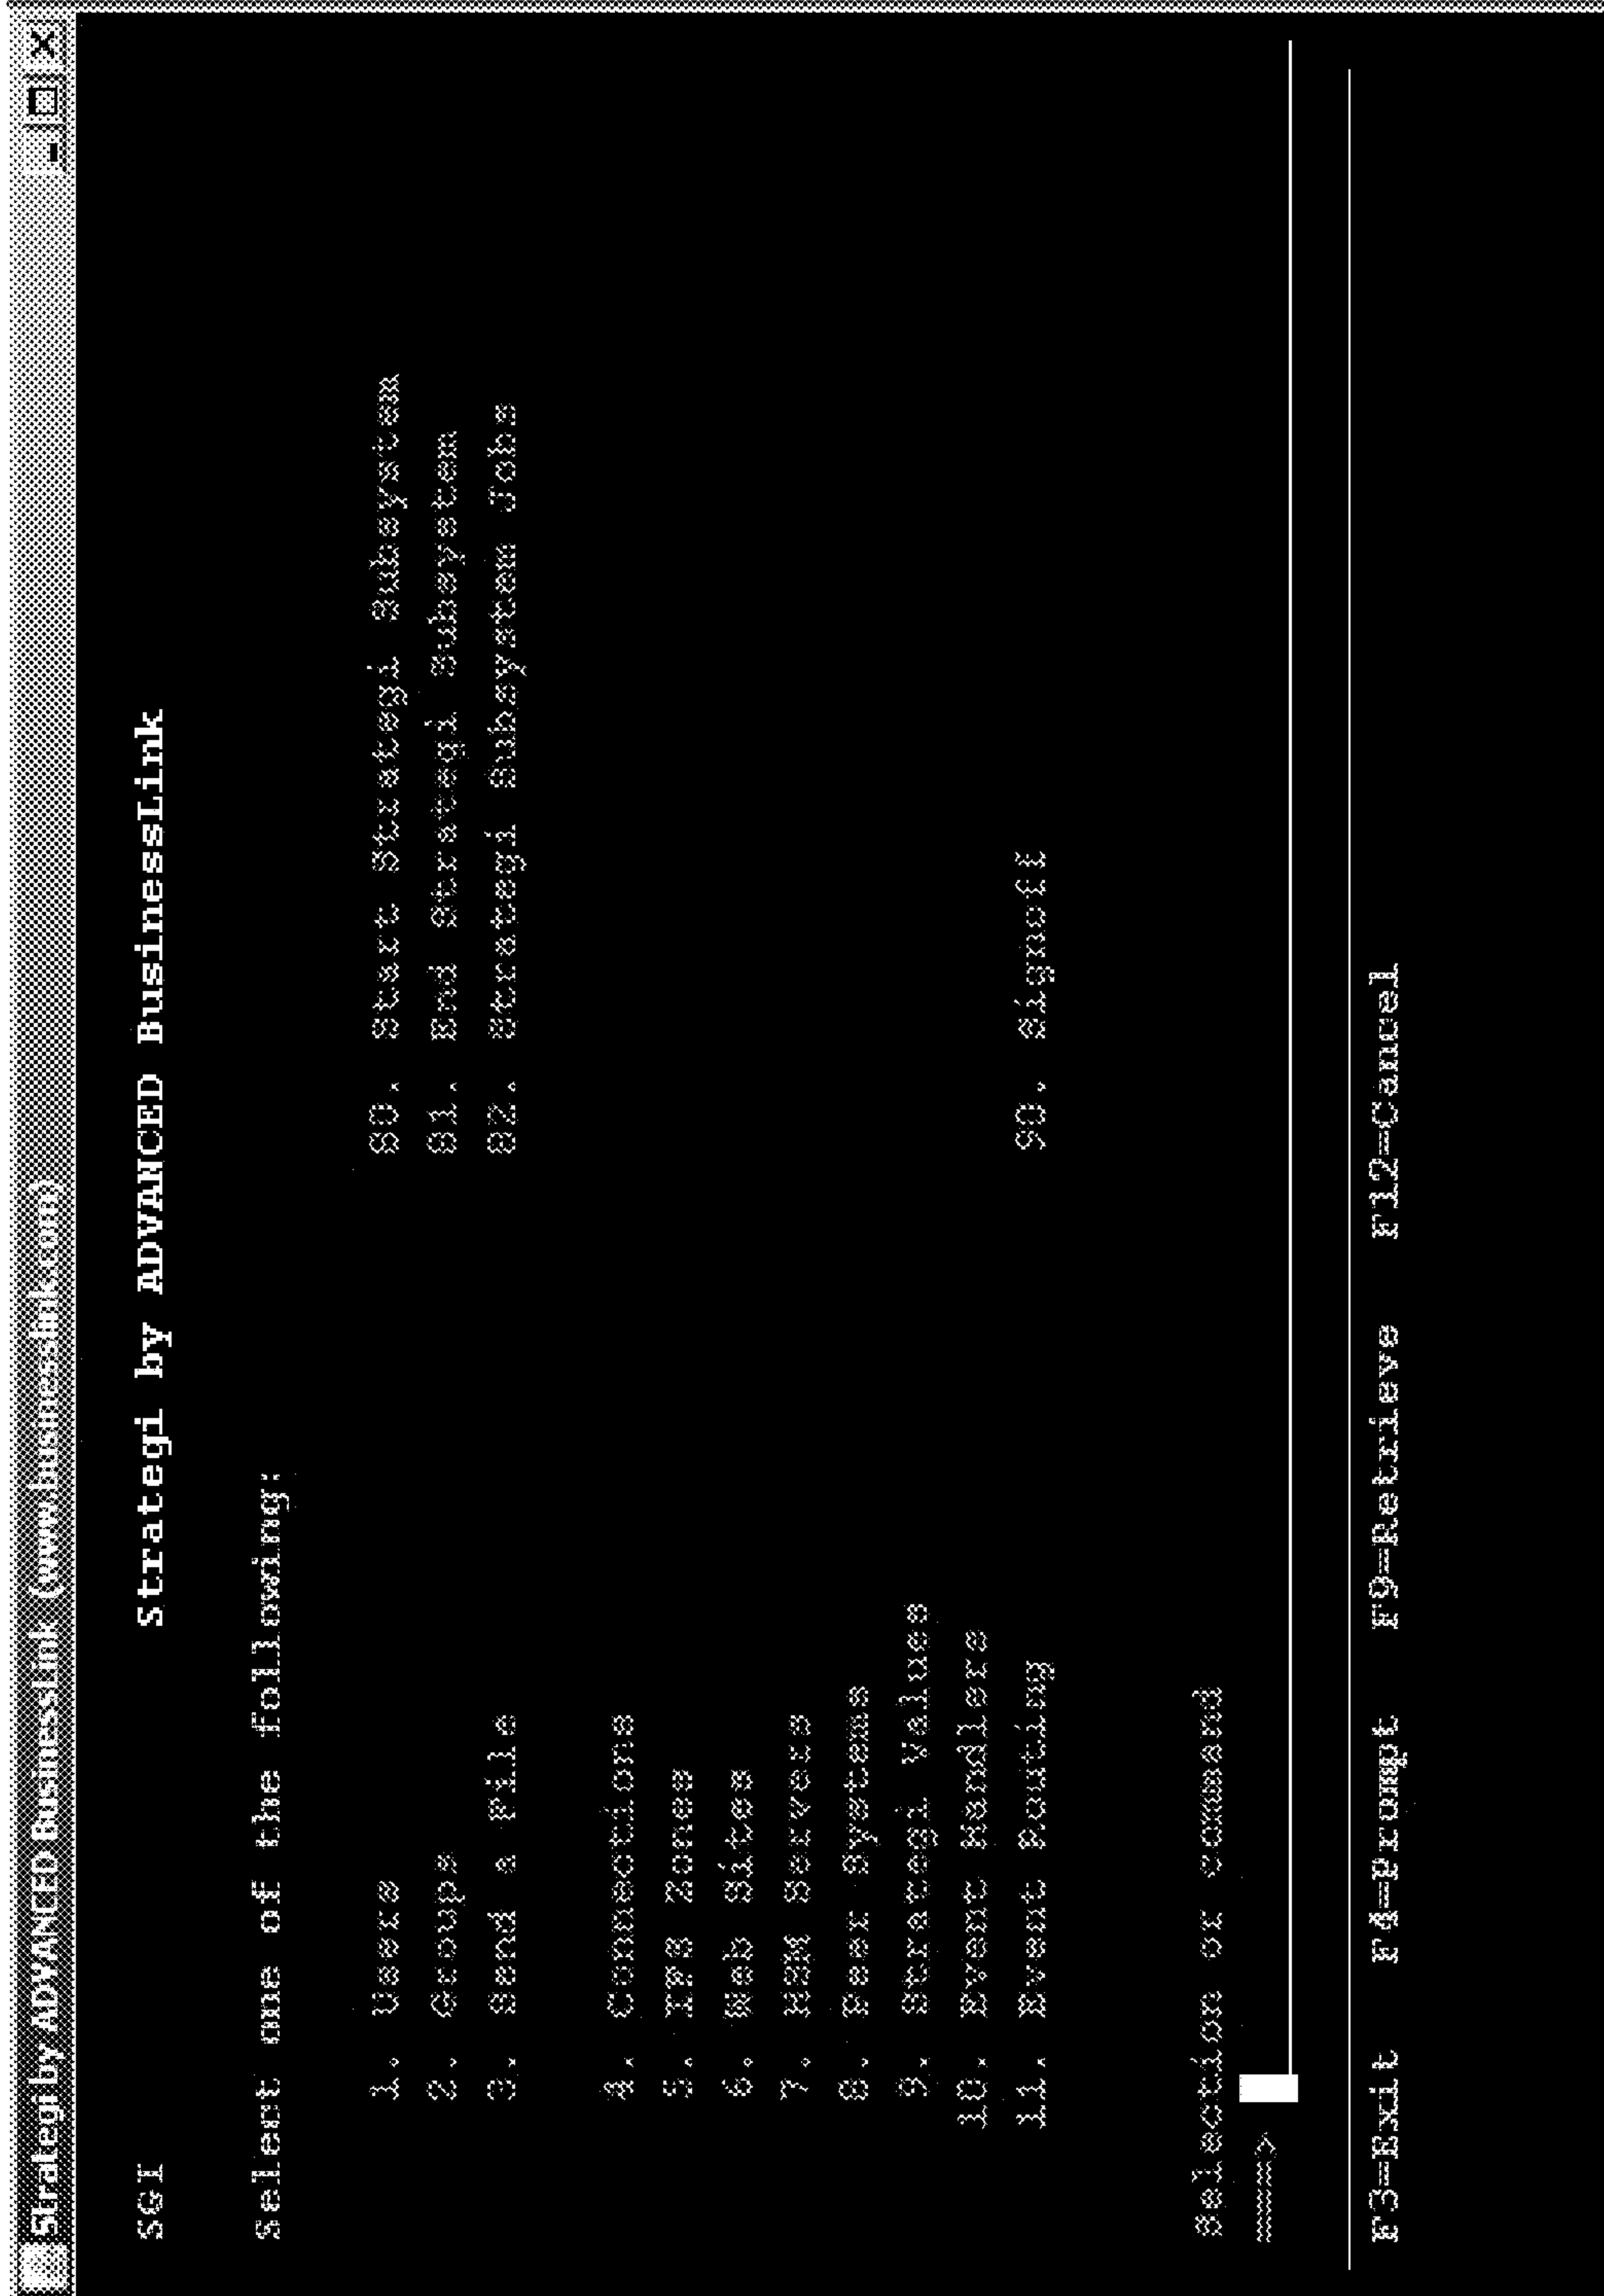 Strategi by ADVANCED BusinessLink (www.businesslink.com)
SGI Strategi by ADVANCED BusinessLink
Select one of the following:
1. Users 80. Start Strategi Subsystem
2. Groups 81. End Strategi Subsystem
3. Send a File 82. Strategi Subsystem Jobs
4. Connections
5. IFS Zones
6. Web Sites
7. HSM Servers
8. Peer Systems
9. Strategi Values
10. Event Handlers
11. Event Routing 90. Signoff
Selection or command
===>
F3=Exit F4=Prompt F9=Retrieve F12=Cancel